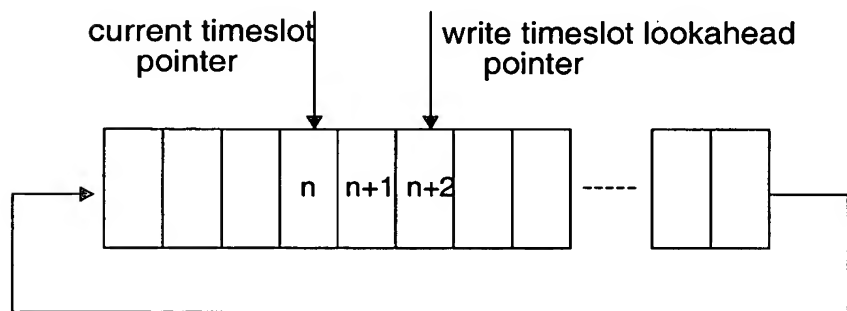 current timeslot
pointer
write timeslot lookahead
pointer
n n+1 n+2